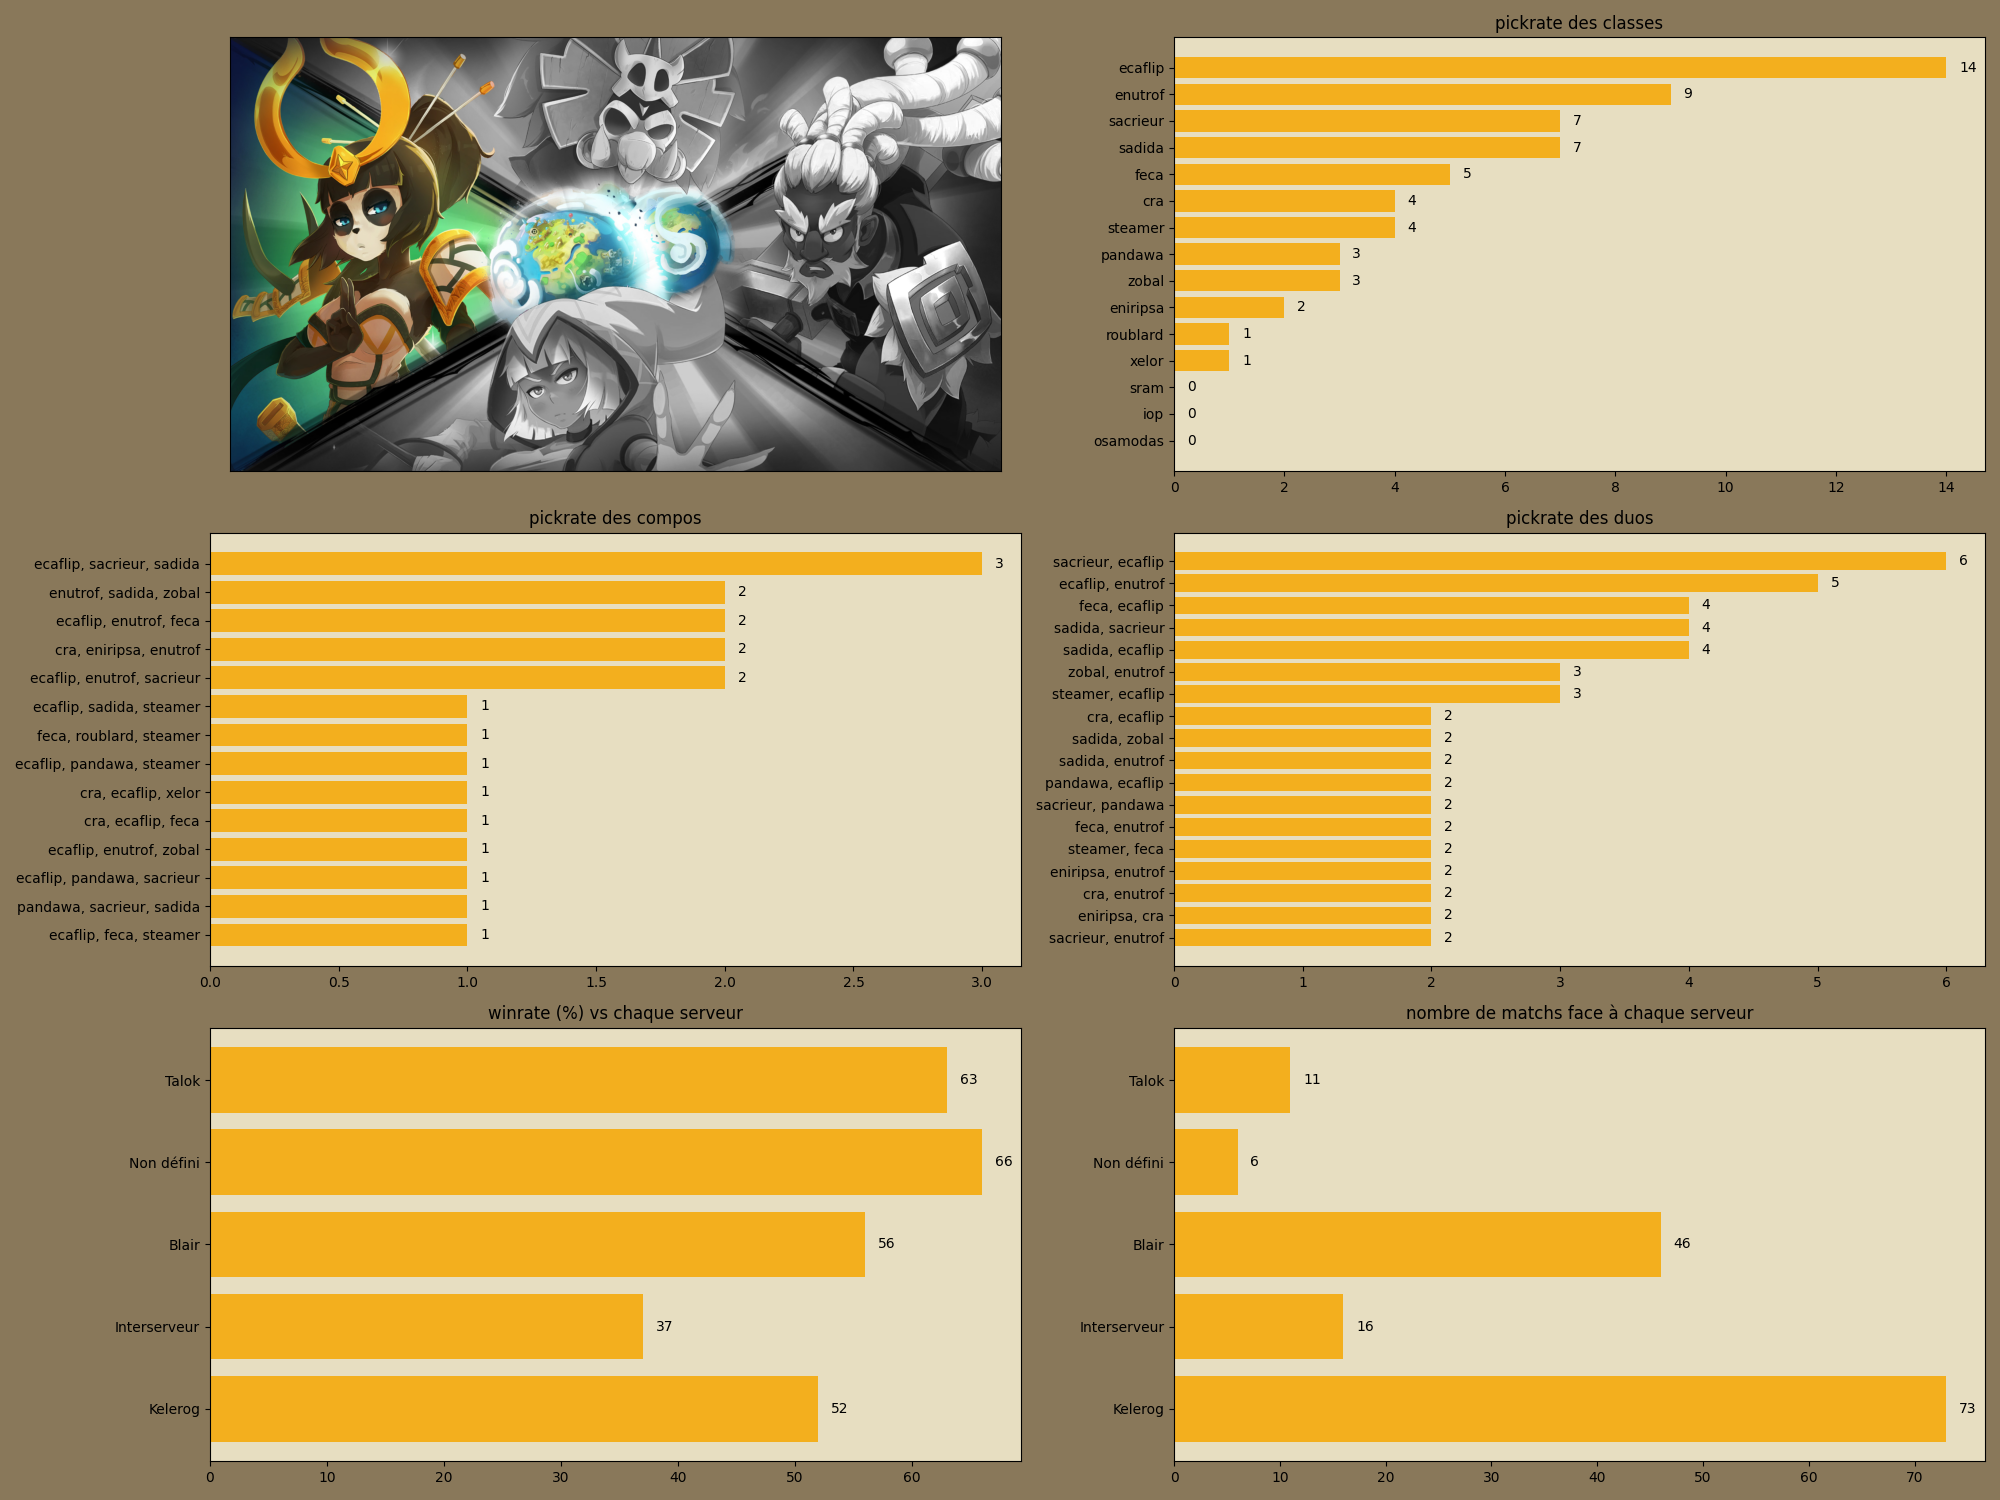 pickrate des classes
ecaflip 14
enutrof 9
sacrieur 7
sadida 7
feca 5
cra 4
steamer 4
pandawa 3
zobal 3
eniripsa 2
roublard 1
xelor 1
sram 0
iop 0
osamodas 0
0 2 4 6 8 10 12 14
pickrate des compos
ecaflip, sacrieur, sadida 3
enutrof, sadida, zobal 2
ecaflip, enutrof, feca 2
cra, eniripsa, enutrof 2
ecaflip, enutrof, sacrieur 2
ecaflip, sadida, steamer 1
feca, roublard, steamer 1
ecaflip, pandawa, steamer 1
cra, ecaflip, xelor 1
cra, ecaflip, feca 1
ecaflip, enutrof, zobal 1
ecaflip, pandawa, sacrieur 1
pandawa, sacrieur, sadida 1
ecaflip, feca, steamer 1
0.0 0.5 1.0 1.5 2.0 2.5 3.0
pickrate des duos
sacrieur, ecaflip 6
ecaflip, enutrof 5
feca, ecaflip 4
sadida, sacrieur 4
sadida, ecaflip 4
zobal, enutrof 3
steamer, ecaflip 3
cra, ecaflip 2
sadida, zobal 2
sadida, enutrof 2
pandawa, ecaflip 2
sacrieur, pandawa 2
feca, enutrof 2
steamer, feca 2
eniripsa, enutrof 2
cra, enutrof 2
eniripsa, cra 2
sacrieur, enutrof 2
0 1 2 3 4 5 6
winrate (%) vs chaque serveur
Talok 63
Non défini 66
Blair 56
Interserveur 37
Kelerog 52
0 10 20 30 40 50 60
nombre de matchs face à chaque serveur
Talok 11
Non défini 6
Blair 46
Interserveur 16
Kelerog 73
0 10 20 30 40 50 60 70